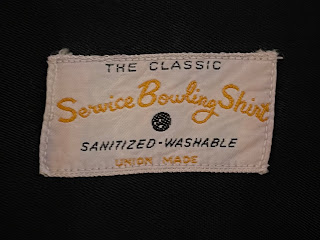 THE CLASSIC
Service Bowling Shirt
SANITIZED-WASHABLE
UNION MADE